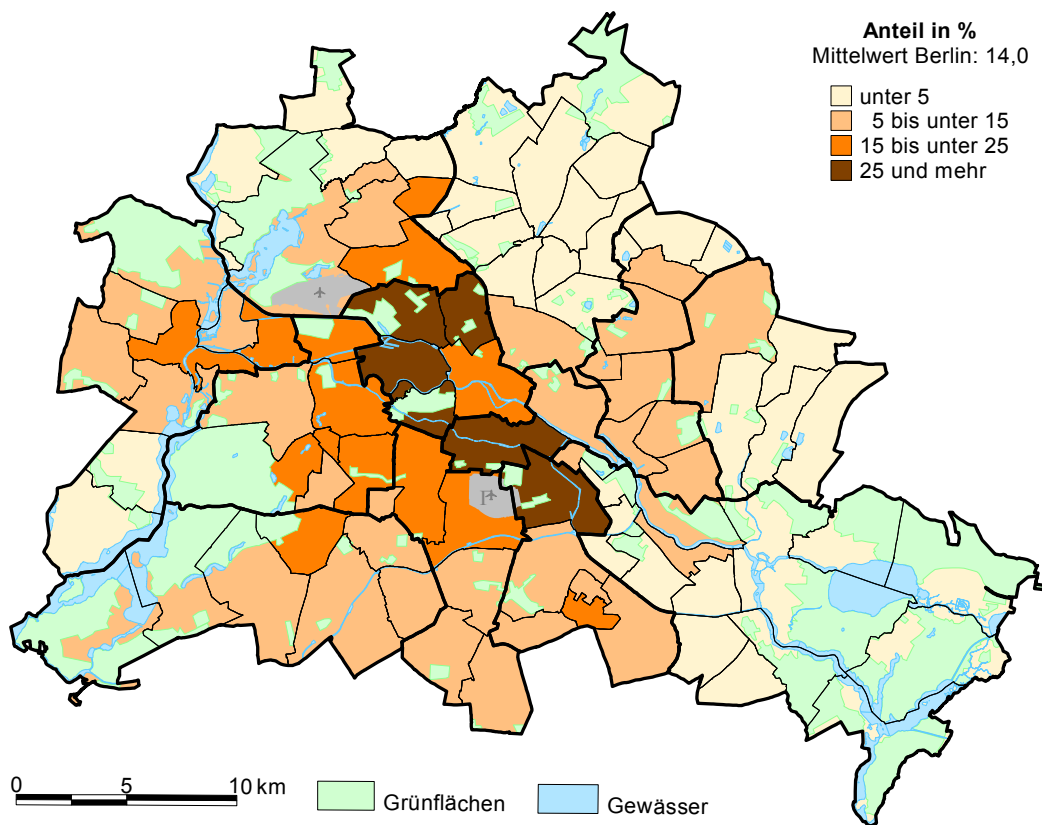 Anteil in %
Mittelwert Berlin: 14,0
unter 5
5 bis unter 15
15 bis unter 25
25 und mehr
0 5 10 km
Grünflächen
Gewässer